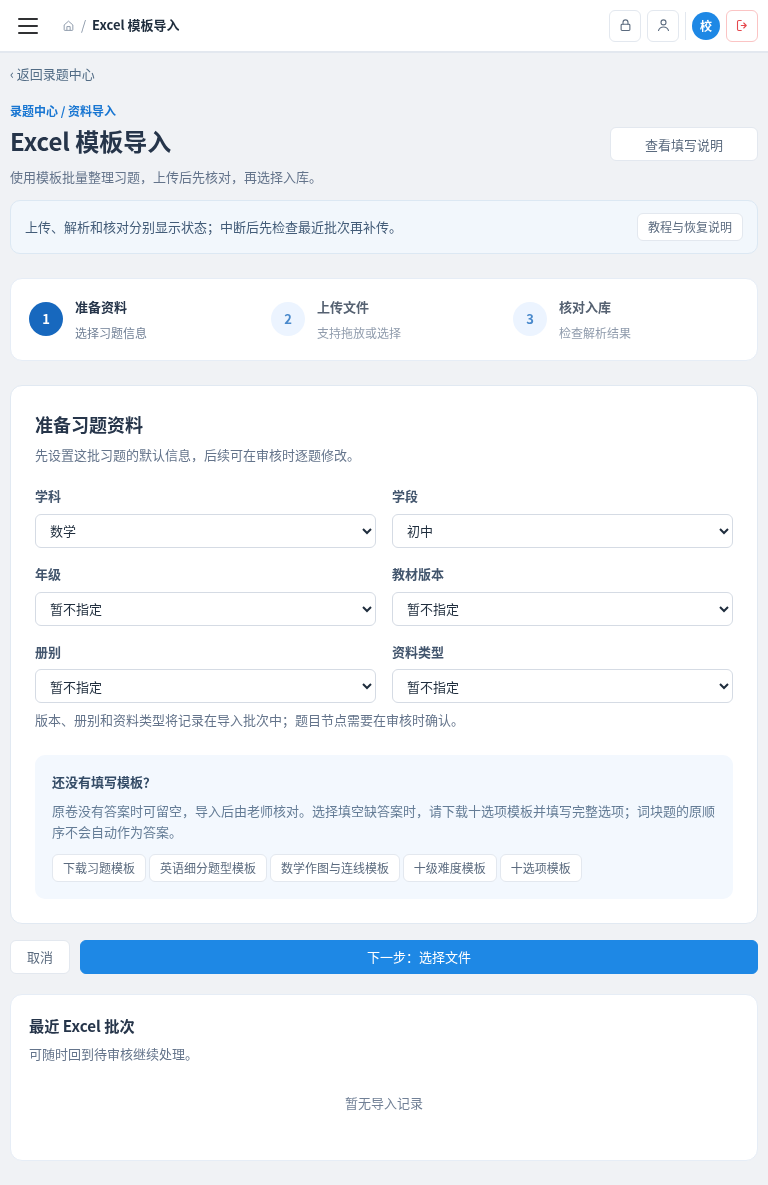 / Excel 模板导入
校
‹ 返回录题中心
录题中心 / 资料导入
Excel 模板导入
查看填写说明
使用模板批量整理习题，上传后先核对，再选择入库。
上传、解析和核对分别显示状态；中断后先检查最近批次再补传。
教程与恢复说明
1
准备资料
选择习题信息
2
上传文件
支持拖放或选择
3
核对入库
检查解析结果
准备习题资料
先设置这批习题的默认信息，后续可在审核时逐题修改。
学科
学段
数学
初中
年级
教材版本
暂不指定
暂不指定
册别
资料类型
暂不指定
暂不指定
版本、册别和资料类型将记录在导入批次中；题目节点需要在审核时确认。
还没有填写模板?
原卷没有答案时可留空，导入后由老师核对。选择填空缺答案时，请下载十选项模板并填写完整选项；词块题的原顺
序不会自动作为答案。
下载习题模板
英语细分题型模板
数学作图与连线模板
十级难度模板
十选项模板
取消
下一步：选择文件
最近 Excel 批次
可随时回到待审核继续处理。
暂无导入记录